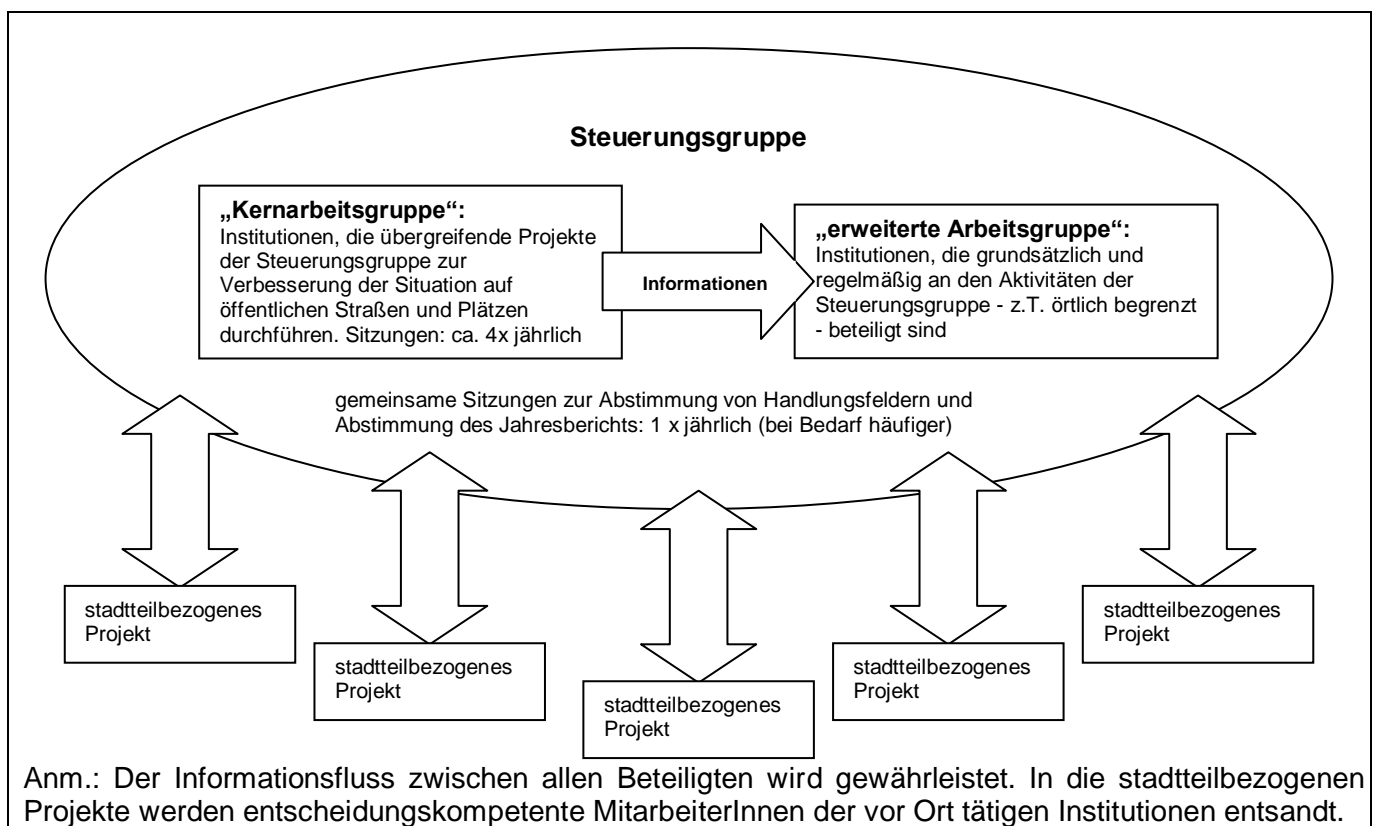 Steuerungsgruppe
„Kernarbeitsgruppe“:
Institutionen, die übergreifende Projekte
der Steuerungsgruppe zur
Verbesserung der Situation auf
öffentlichen Straßen und Plätzen
durchführen. Sitzungen: ca. 4x jährlich
Informationen
„erweiterte Arbeitsgruppe“:
Institutionen, die grundsätzlich und
regelmäßig an den Aktivitäten der
Steuerungsgruppe - z.T. örtlich begrenzt
- beteiligt sind
gemeinsame Sitzungen zur Abstimmung von Handlungsfeldern und
Abstimmung des Jahresberichts: 1 x jährlich (bei Bedarf häufiger)
stadtteilbezogenes
Projekt
stadtteilbezogenes
Projekt
stadtteilbezogenes
Projekt
stadtteilbezogenes
Projekt
stadtteilbezogenes
Projekt
Anm.: Der Informationsfluss zwischen allen Beteiligten wird gewährleistet. In die stadtteilbezogenen
Projekte werden entscheidungskompetente MitarbeiterInnen der vor Ort tätigen Institutionen entsandt.